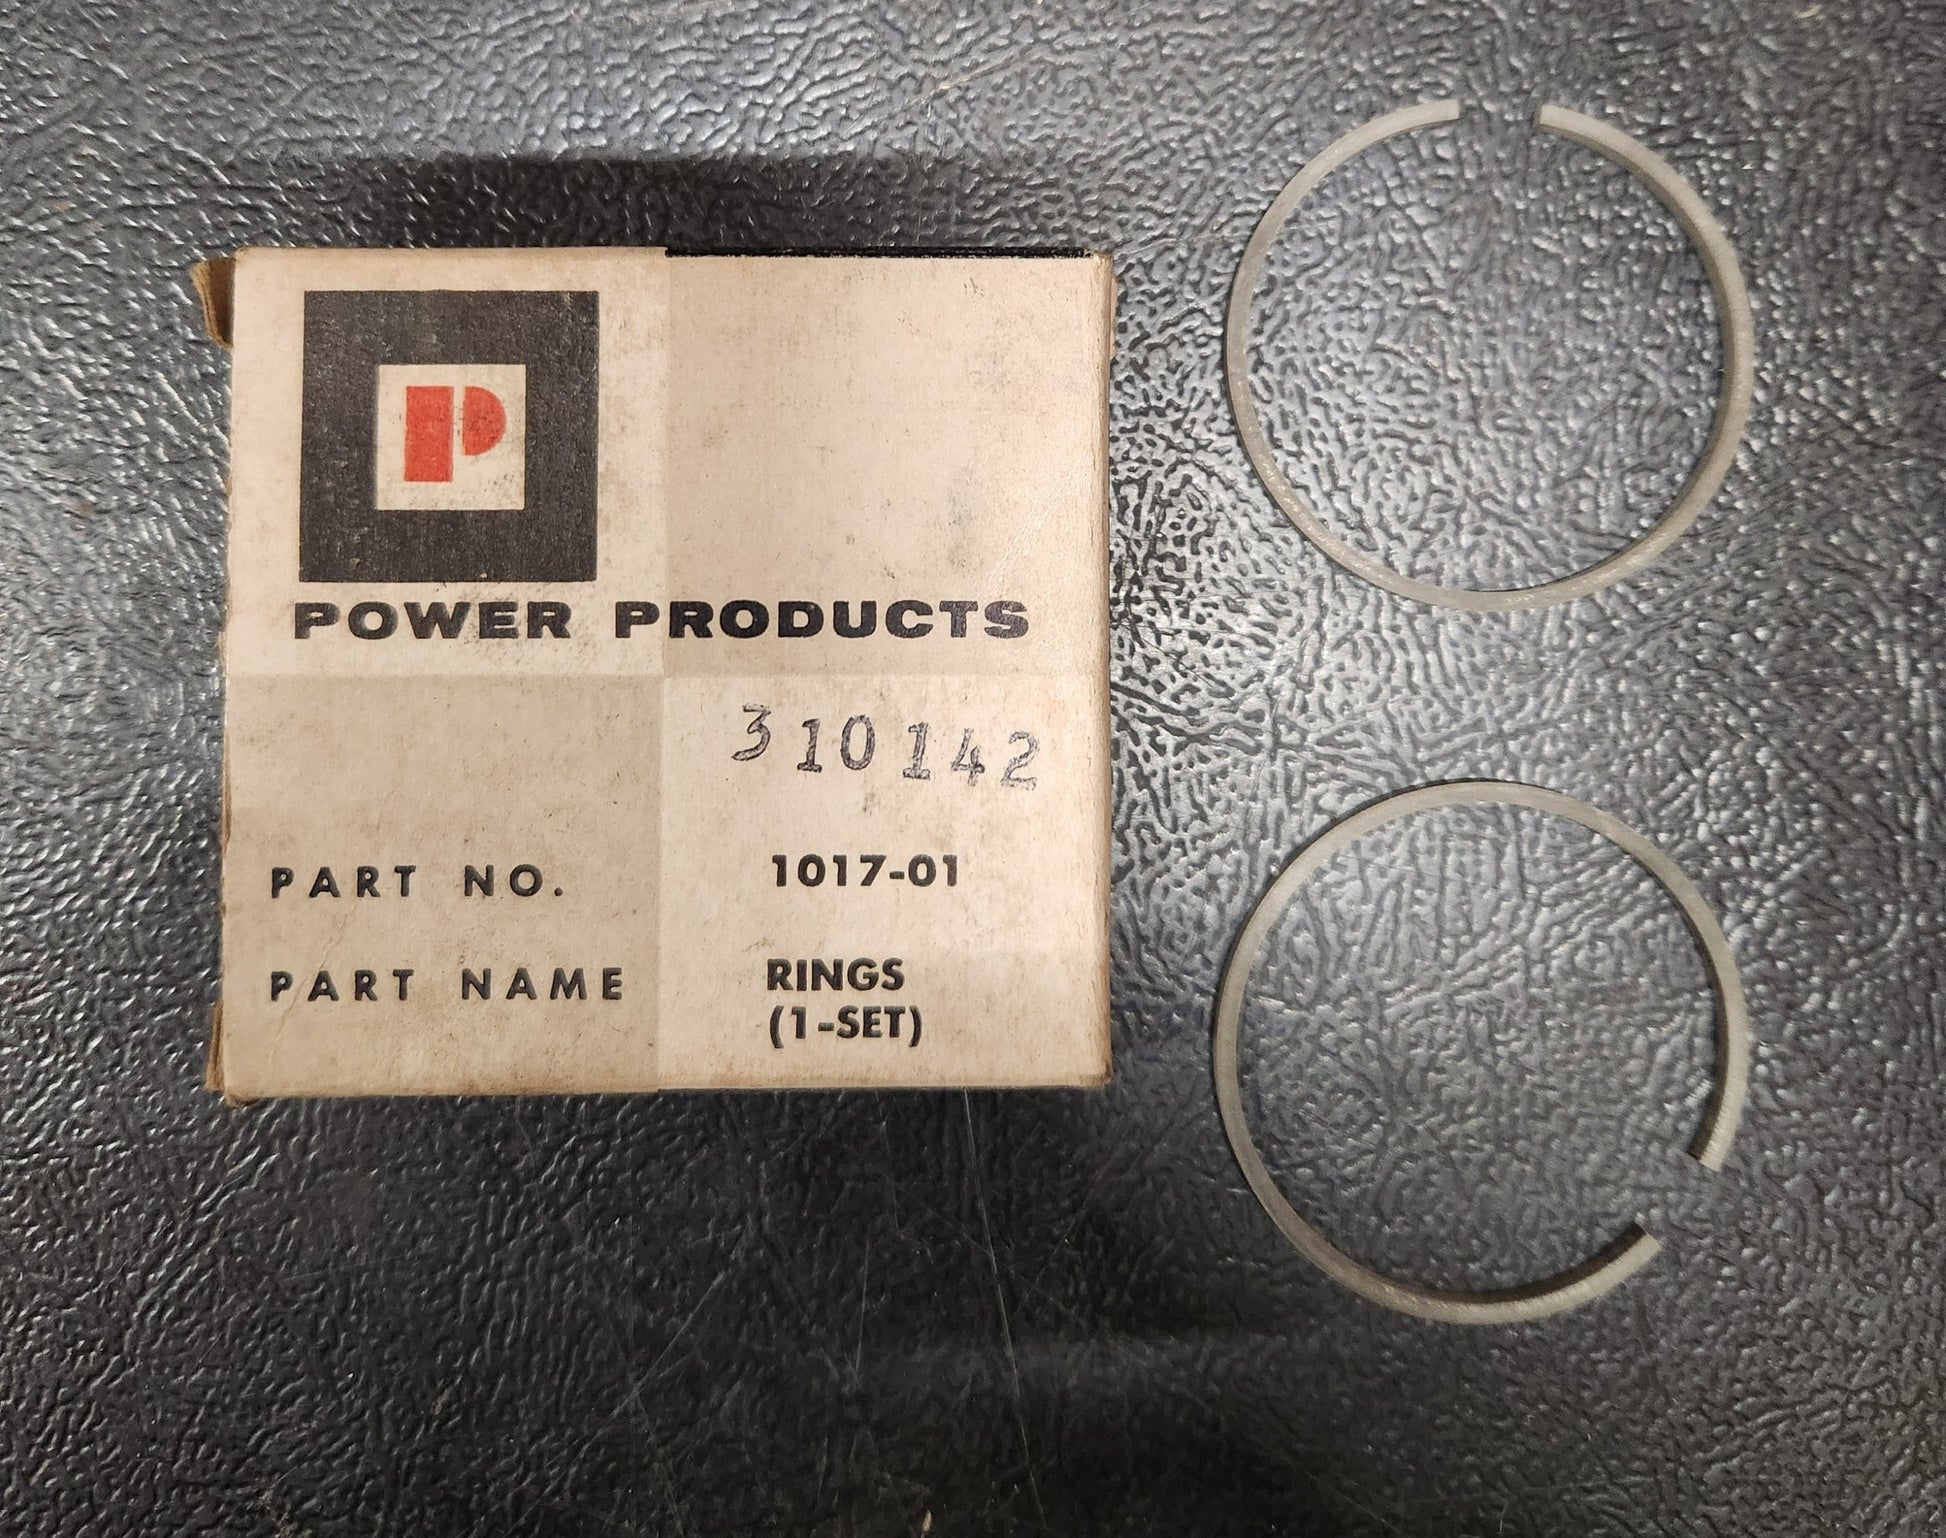 P
POWER PRODUCTS
310142
PART NO. 1017-01
PART NAME RINGS
(1-SET)